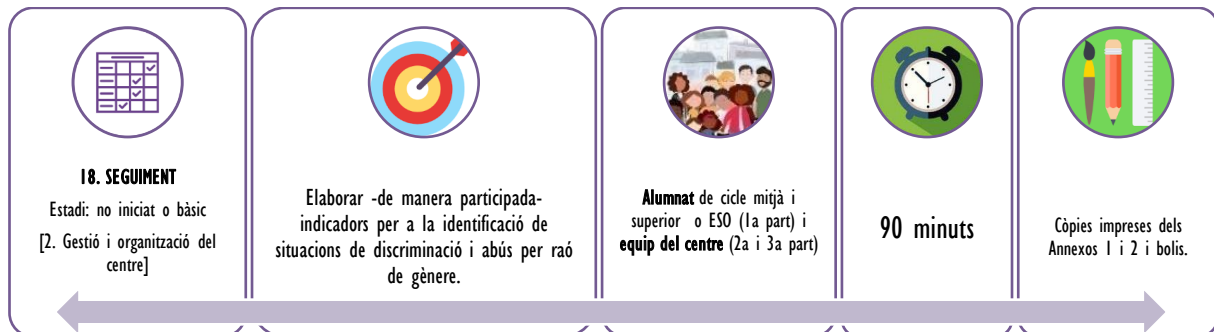 18. SEGUIMENT
Estadi: no iniciat o bàsic
[2. Gestió i organització del
centre]
Elaborar -de manera participada-
indicadors per a la identificació de
situacions de discriminació i abús per raó
de gènere.
Alumnat de cicle mitjà i
superior o ESO (1a part) i
equip del centre (2a i 3a part)
90 minuts
Còpies impreses dels
Annexos 1 i 2 i bolis.